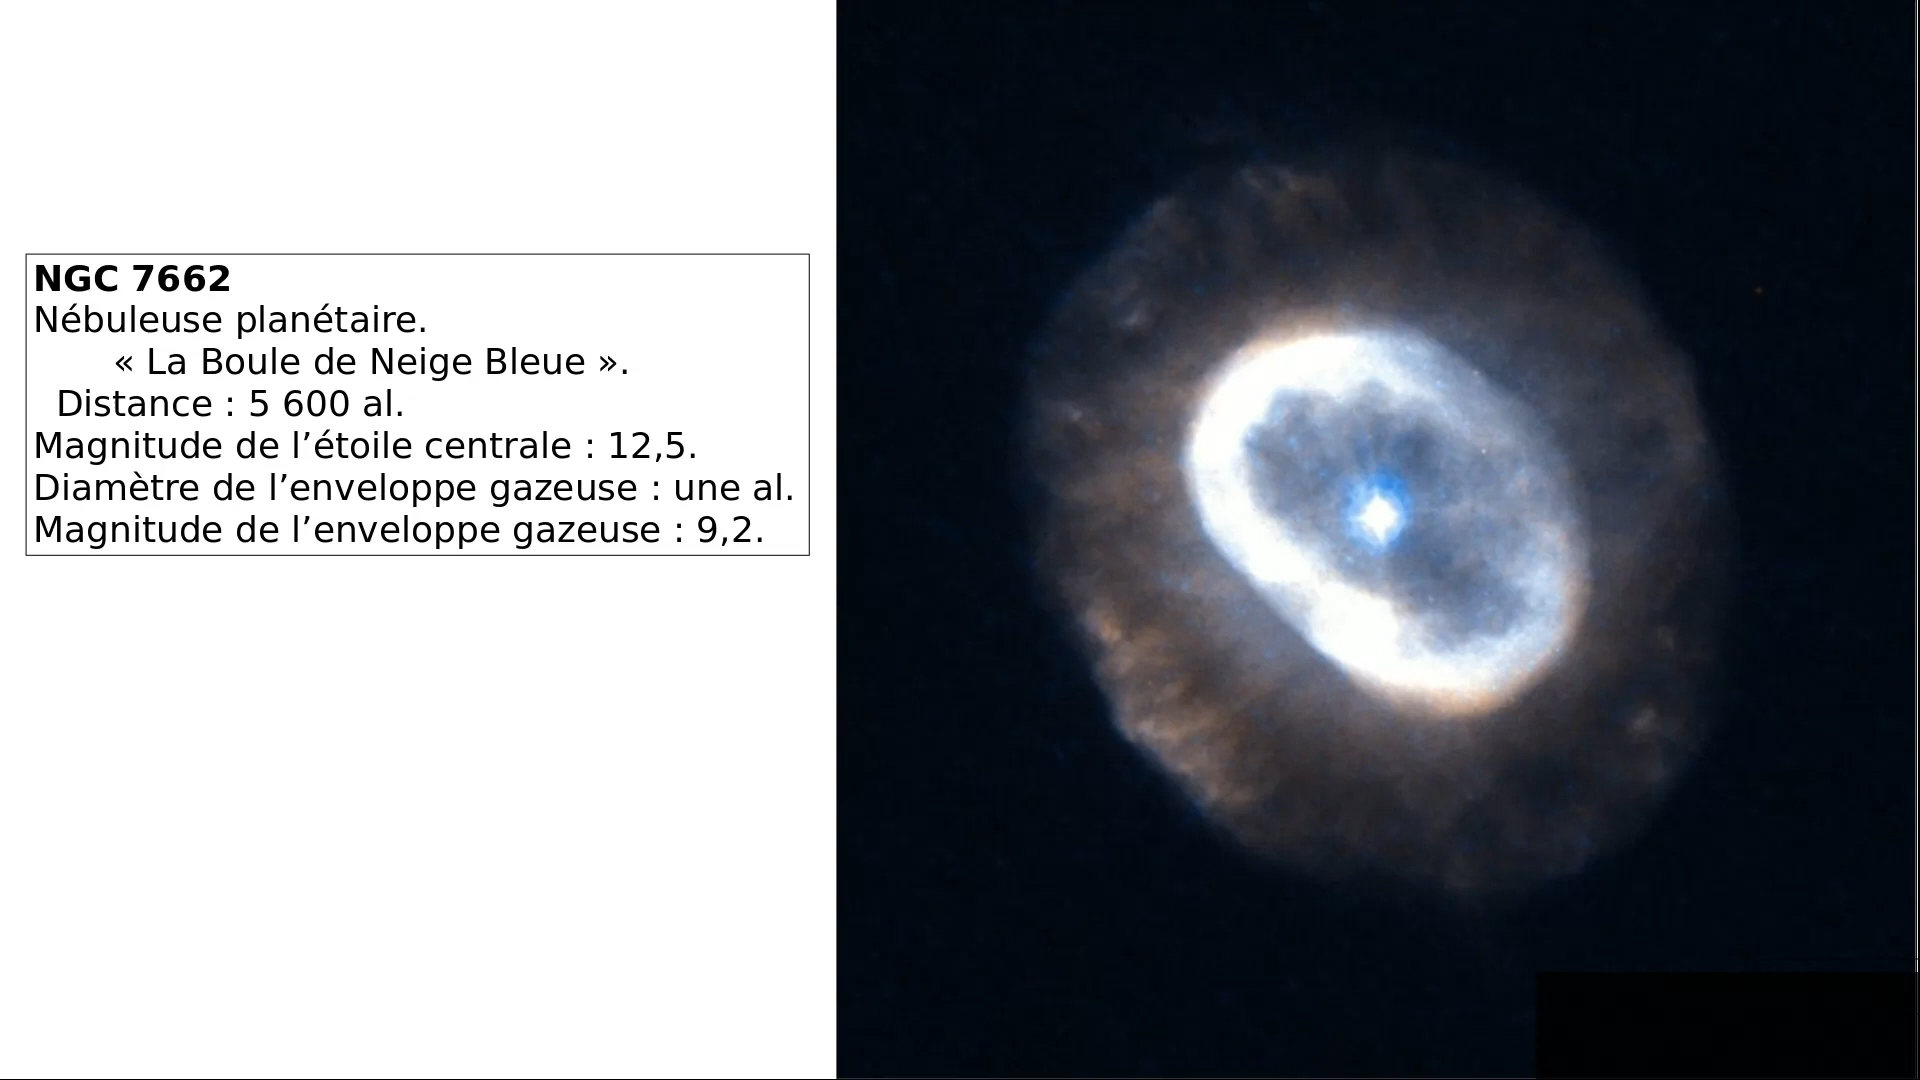 NGC 7662
Nébuleuse planétaire.
« La Boule de Neige Bleue ».
Distance : 5 600 al.
Magnitude de l’étoile centrale : 12,5.
Diamètre de l’enveloppe gazeuse : une al.
Magnitude de l’enveloppe gazeuse : 9,2.